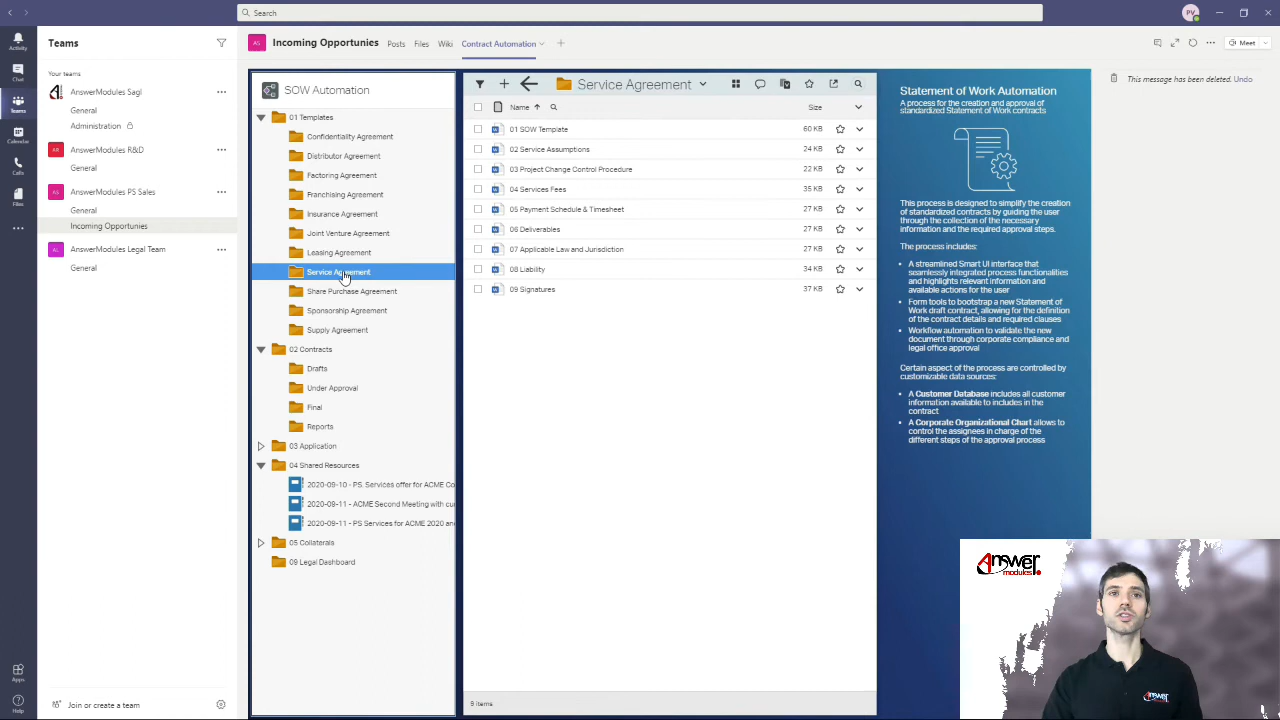 Search
PV
Activity
Chat
Teams
Calendar
Calls
Files
Apps
Help
Teams
Your teams
AnswerModules Sagl
General
Administration
AR
AnswerModules R&D
General
AS
AnswerModules PS Sales
General
Incoming Opportunies
AL
AnswerModules Legal Team
General
Join or create a team
AS
Incoming Opportunies
Posts
Files
Wiki
Contract Automation
Meet
SOW Automation
01 Templates
Confidentiality Agreement
Distributor Agreement
Factoring Agreement
Franchising Agreement
Insurance Agreement
Joint Venture Agreement
Leasing Agreement
Service Agreement
Share Purchase Agreement
Sponsorship Agreement
Supply Agreement
02 Contracts
Drafts
Under Approval
Final
Reports
03 Application
04 Shared Resources
2020-09-10 - PS. Services offer for ACME Co
2020-09-11 - ACME Second Meeting with cu
2020-09-11 - PS Services for ACME 2020 an
05 Collaterals
09 Legal Dashboard
Service Agreement
Name
Size
01 SOW Template 60 KB
02 Service Assumptions 24 KB
03 Project Change Control Procedure 22 KB
04 Services Fees 35 KB
05 Payment Schedule & Timesheet 27 KB
06 Deliverables 27 KB
07 Applicable Law and Jurisdiction 27 KB
08 Liability 34 KB
09 Signatures 37 KB
9 items
Statement of Work Automation
A process for the creation and approval of
standardized Statement of Work contracts
This process is designed to simplify the creation
of standardized contracts by guiding the user
through the collection of the necessary
information and the required approval steps.
The process includes:
• A streamlined Smart UI interface that
seamlessly integrated process functionalities
and highlights relevant information and
available actions for the user
• Form tools to bootstrap a new Statement of
Work draft contract, allowing for the definition
of the contract details and required clauses
• Workflow automation to validate the new
document through corporate compliance and
legal office approval
Certain aspect of the process are controlled by
customizable data sources:
• A Customer Database includes all customer
information available to includes in the
contract
• A Corporate Organizational Chart allows to
control the assignees in charge of the
different steps of the approval process
This message has been deleted. Undo
Answer
modules
Answer
modules